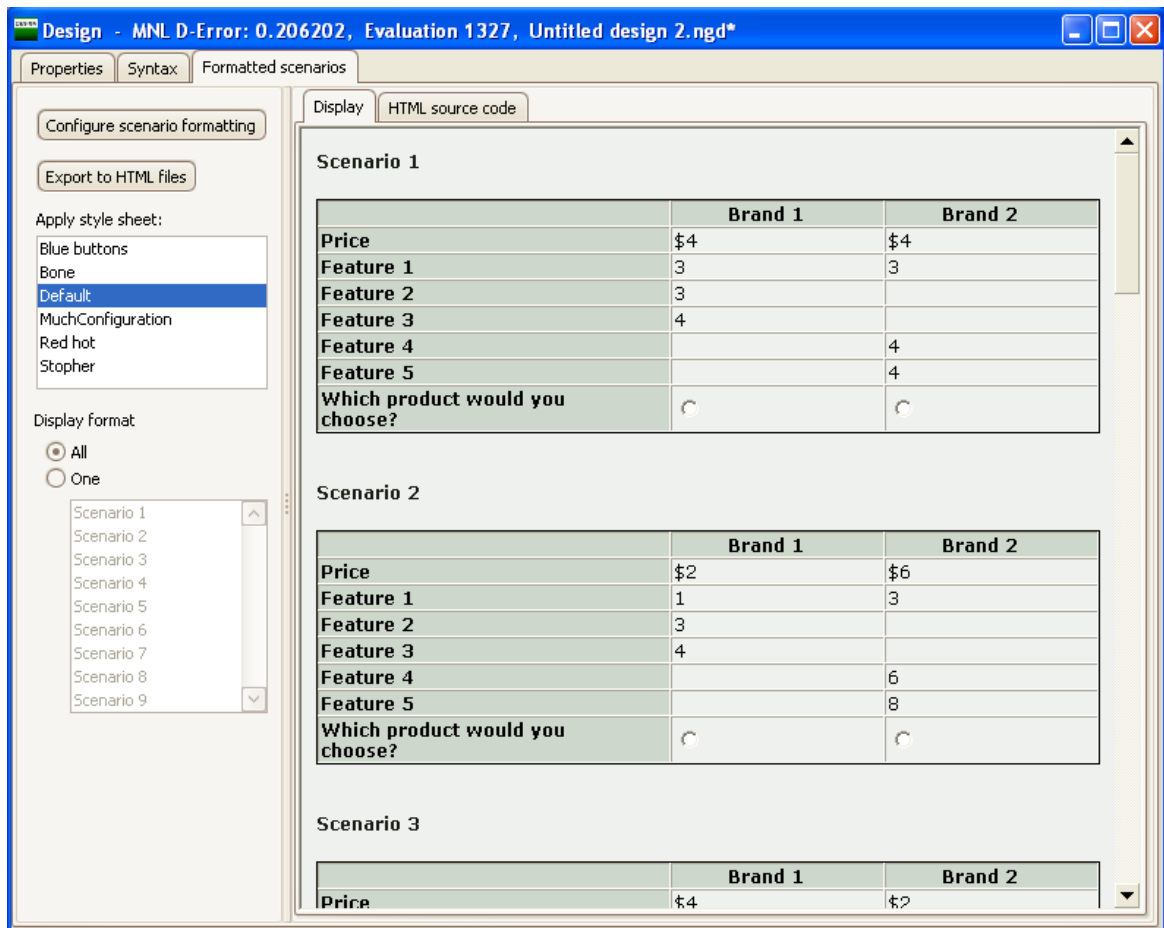 Design - MNL D-Error: 0.206202, Evaluation 1327, Untitled design 2.ngd*
Properties Syntax Formatted scenarios
Configure scenario formatting
Export to HTML files
Apply style sheet:
Blue buttons
Bone
Default
MuchConfiguration
Red hot
Stopher
Display format
All
One
Scenario 1
Scenario 2
Scenario 3
Scenario 4
Scenario 5
Scenario 6
Scenario 7
Scenario 8
Scenario 9
Display HTML source code
Scenario 1
Brand 1 Brand 2
Price $4 $4
Feature 1 3 3
Feature 2 3
Feature 3 4
Feature 4 4
Feature 5 4
Which product would you
choose?
Scenario 2
Brand 1 Brand 2
Price $2 $6
Feature 1 1 3
Feature 2 3
Feature 3 4
Feature 4 6
Feature 5 8
Which product would you
choose?
Scenario 3
Brand 1 Brand 2
Price $4 $2